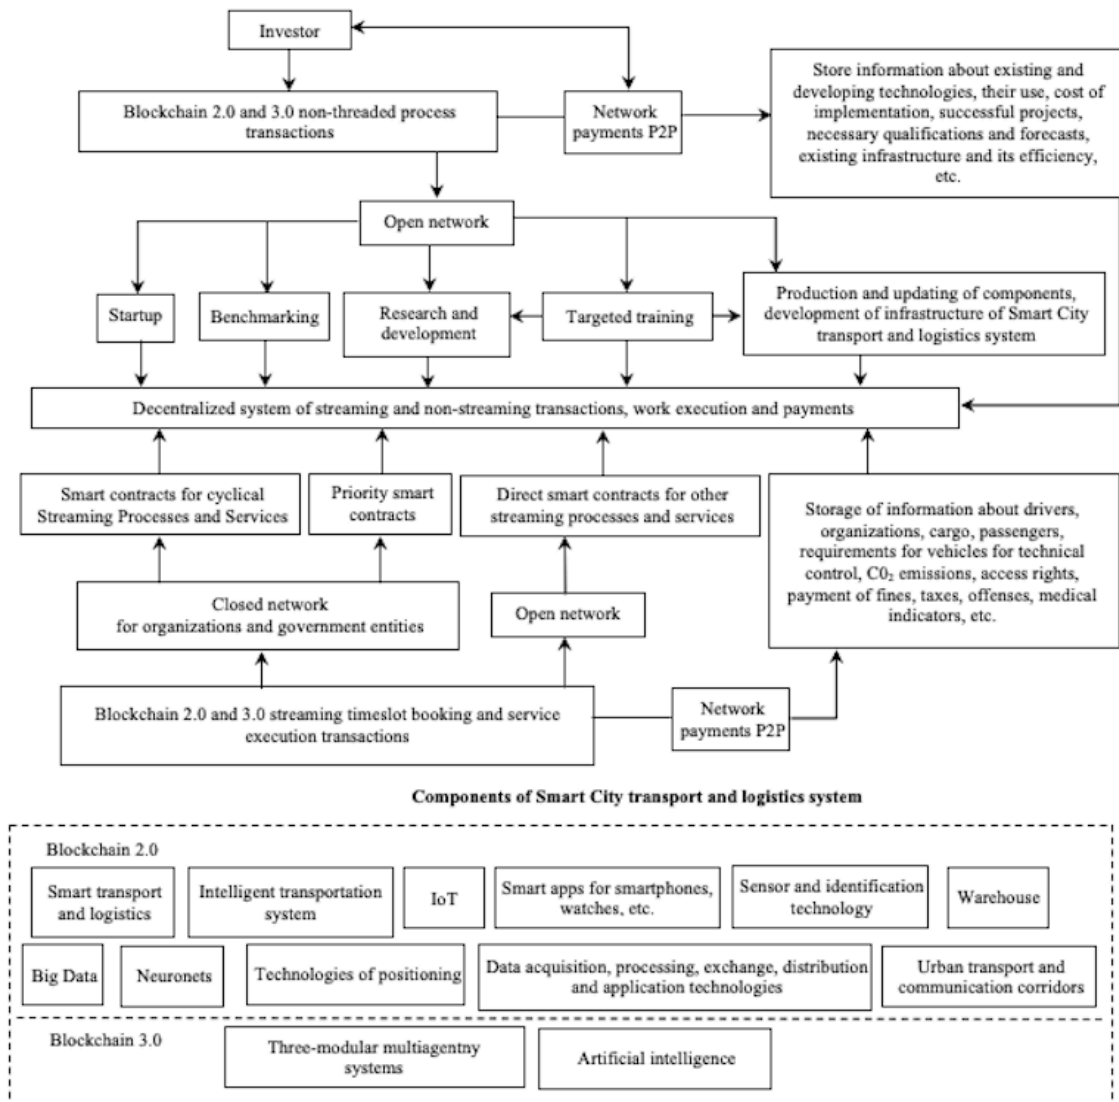 Investor
Blockchain 2.0 and 3.0 non-threaded process
transactions
Network
payments P2P
Store information about existing and
developing technologies, their use, cost of
implementation, successful projects,
necessary qualifications and forecasts,
existing infrastructure and its efficiency,
etc.
Open network
Startup
Benchmarking
Research and
development
Targeted training
Production and updating of components,
development of infrastructure of Smart City
transport and logistics system
Decentralized system of streaming and non-streaming transactions, work execution and payments
Smart contracts for cyclical
Streaming Processes and Services
Priority smart
contracts
Direct smart contracts for other
streaming processes and services
Storage of information about drivers,
organizations, cargo, passengers,
requirements for vehicles for technical
control, C0₂ emissions, access rights,
payment of fines, taxes, offenses, medical
indicators, etc.
Closed network
for organizations and government entities
Open network
Blockchain 2.0 and 3.0 streaming timeslot booking and service
execution transactions
Network
payments P2P
Components of Smart City transport and logistics system
Blockchain 2.0
Smart transport
and logistics
Intelligent transportation
system
IoT
Smart apps for smartphones,
watches, etc.
Sensor and identification
technology
Warehouse
Big Data
Neuronets
Technologies of positioning
Data acquisition, processing, exchange, distribution
and application technologies
Urban transport and
communication corridors
Blockchain 3.0
Three-modular multiagentny
systems
Artificial intelligence